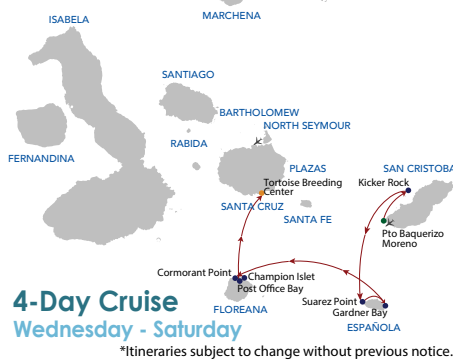 ISABELA
MARCHENA
SANTIAGO
BARTHOLOMEW
NORTH SEYMOUR
RABIDA
FERNANDINA
PLAZAS
SAN CRISTOBA
Tortoise Breeding
Center
Kicker Rock
SANTA CRUZ
SANTA FE
Pto Baquerizo
Moreno
Cormorant Point
Champion Islet
Post Office Bay
FLOREANA
Suarez Point
Gardner Bay
ESPAÑOLA
4-Day Cruise
Wednesday - Saturday
*Itineraries subject to change without previous notice.